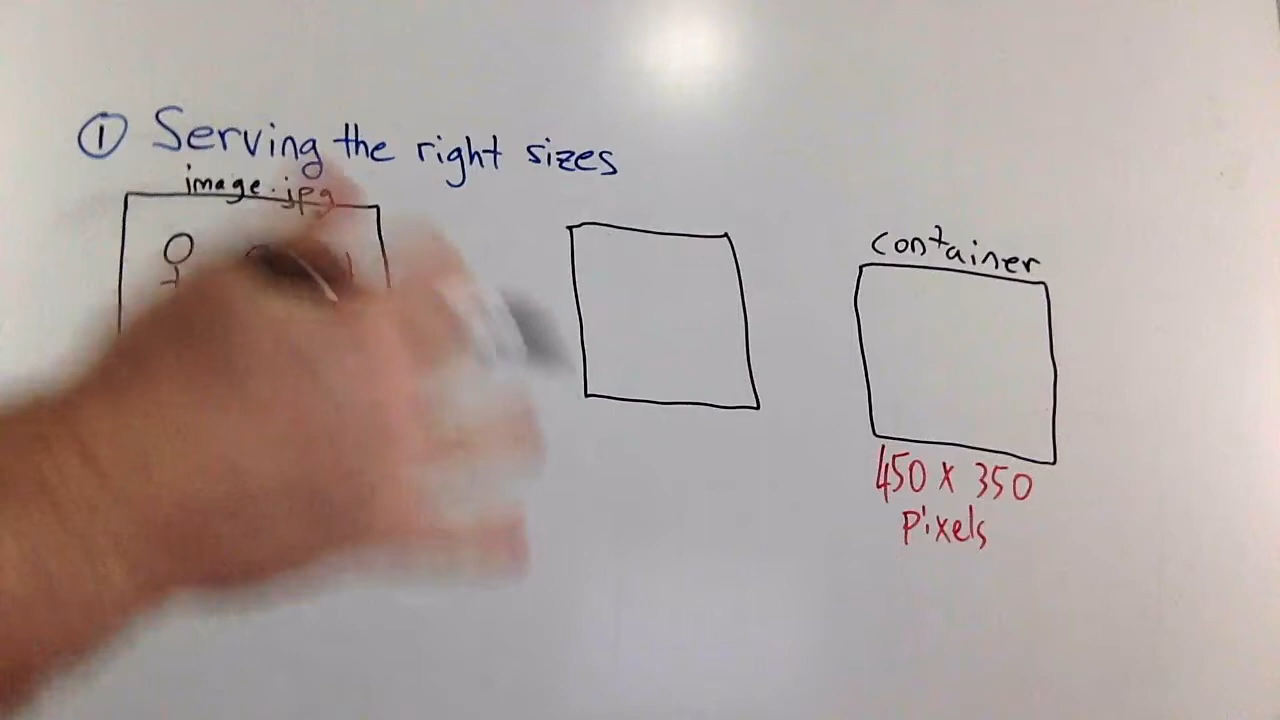 ① Serving the right sizes
image.jpg
container
450 x 350
Pixels